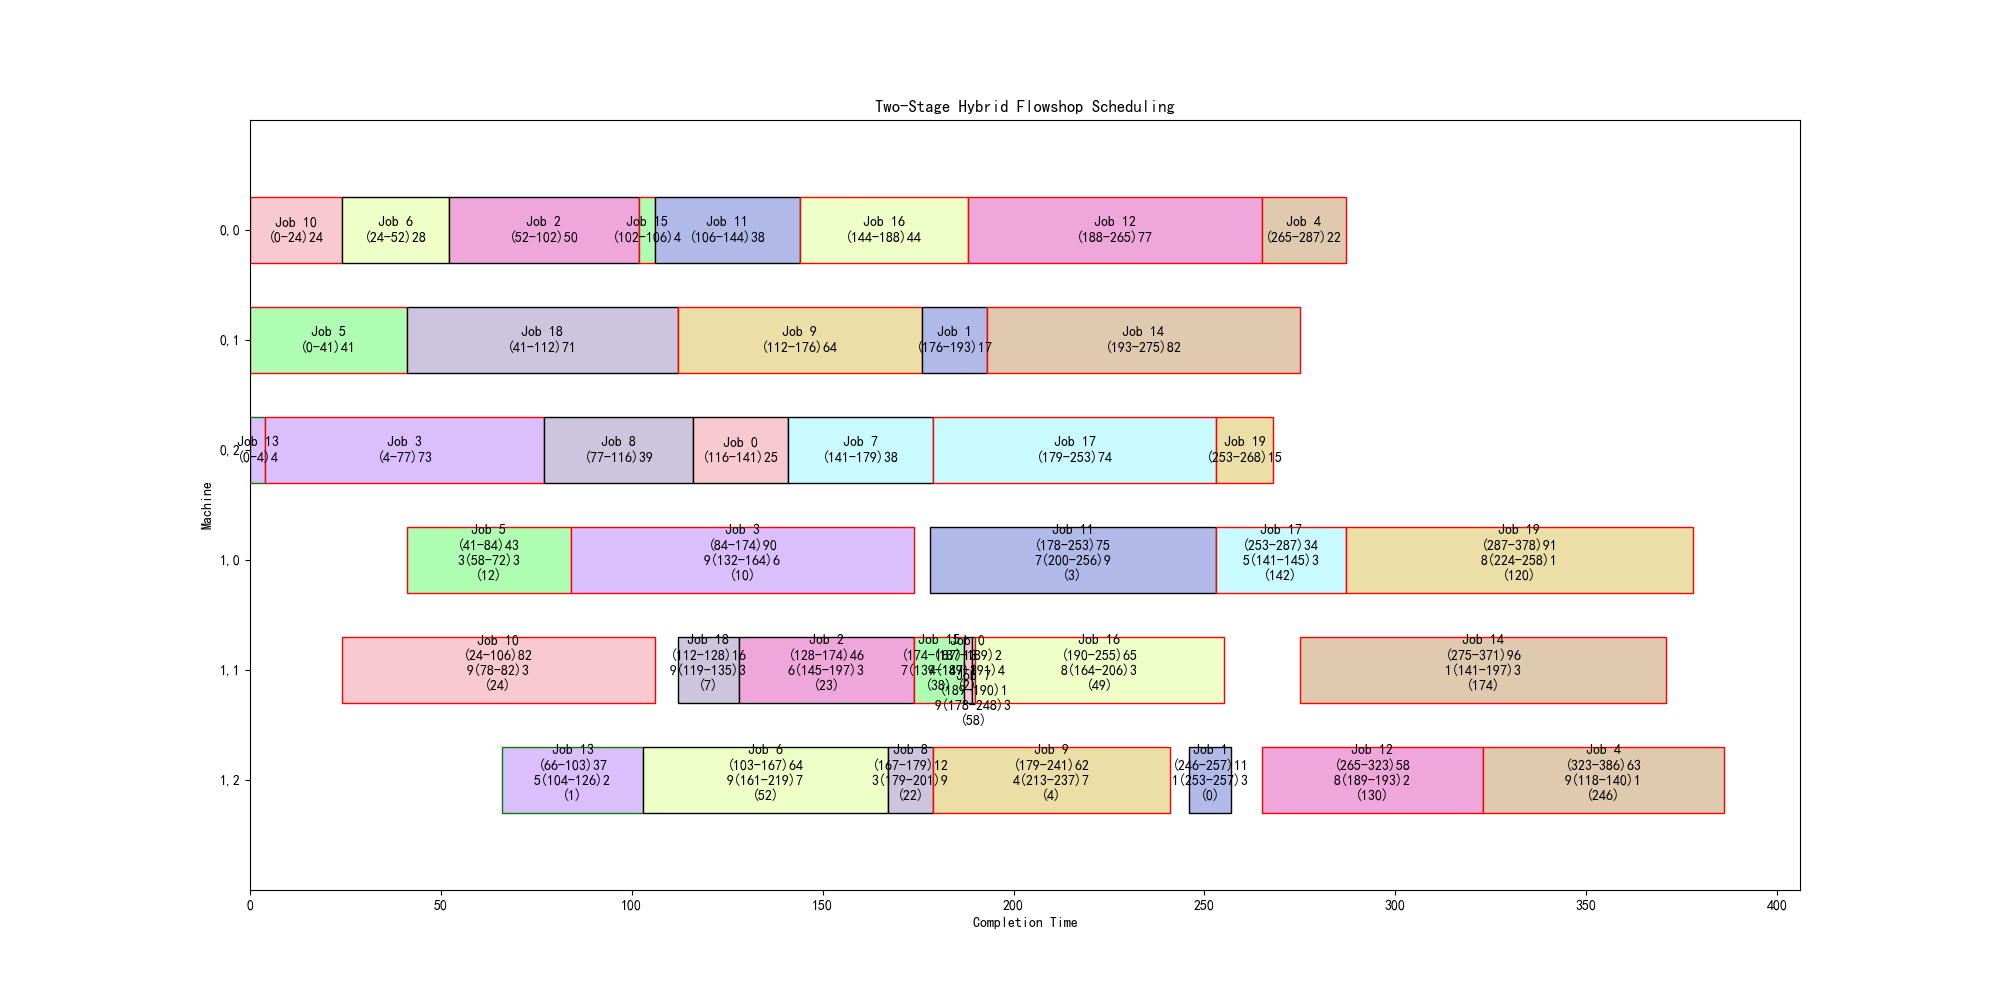 Two-Stage Hybrid Flowshop Scheduling
Machine
0,0
Job 10
(0-24)24
Job 6
(24-52)28
Job 2
(52-102)50
Job 15
(102-106)4
Job 11
(106-144)38
Job 16
(144-188)44
Job 12
(188-265)77
Job 4
(265-287)22
0,1
Job 5
(0-41)41
Job 18
(41-112)71
Job 9
(112-176)64
Job 1
(176-193)17
Job 14
(193-275)82
0,2
Job 13
(0-4)4
Job 3
(4-77)73
Job 8
(77-116)39
Job 0
(116-141)25
Job 7
(141-179)38
Job 17
(179-253)74
Job 19
(253-268)15
1,0
Job 5
(41-84)43
3(58-72)3
(12)
Job 3
(84-174)90
9(132-164)6
(10)
Job 11
(178-253)75
7(200-256)9
(3)
Job 17
(253-287)34
5(141-145)3
(142)
Job 19
(287-378)91
8(224-258)1
(120)
1,1
Job 10
(24-106)82
9(78-82)3
(24)
Job 18
(112-128)16
9(119-135)3
(7)
Job 2
(128-174)46
6(145-197)3
(23)
Job 15
(38)
Job 0
(187-189)2
Job 7
(189-190)1
9(178-248)3
(58)
Job 16
(190-255)65
8(164-206)3
(49)
Job 14
(275-371)96
1(141-197)3
(174)
1,2
Job 13
(66-103)37
5(104-126)2
(1)
Job 6
(103-167)64
9(161-219)7
(52)
Job 8
(167-179)12
3(179-201)9
(22)
Job 9
(179-241)62
4(213-237)7
(4)
Job 1
(246-257)11
1(253-257)3
(0)
Job 12
(265-323)58
8(189-193)2
(130)
Job 4
(323-386)63
9(118-140)1
(246)
0 50 100 150 200 250 300 350 400
Completion Time